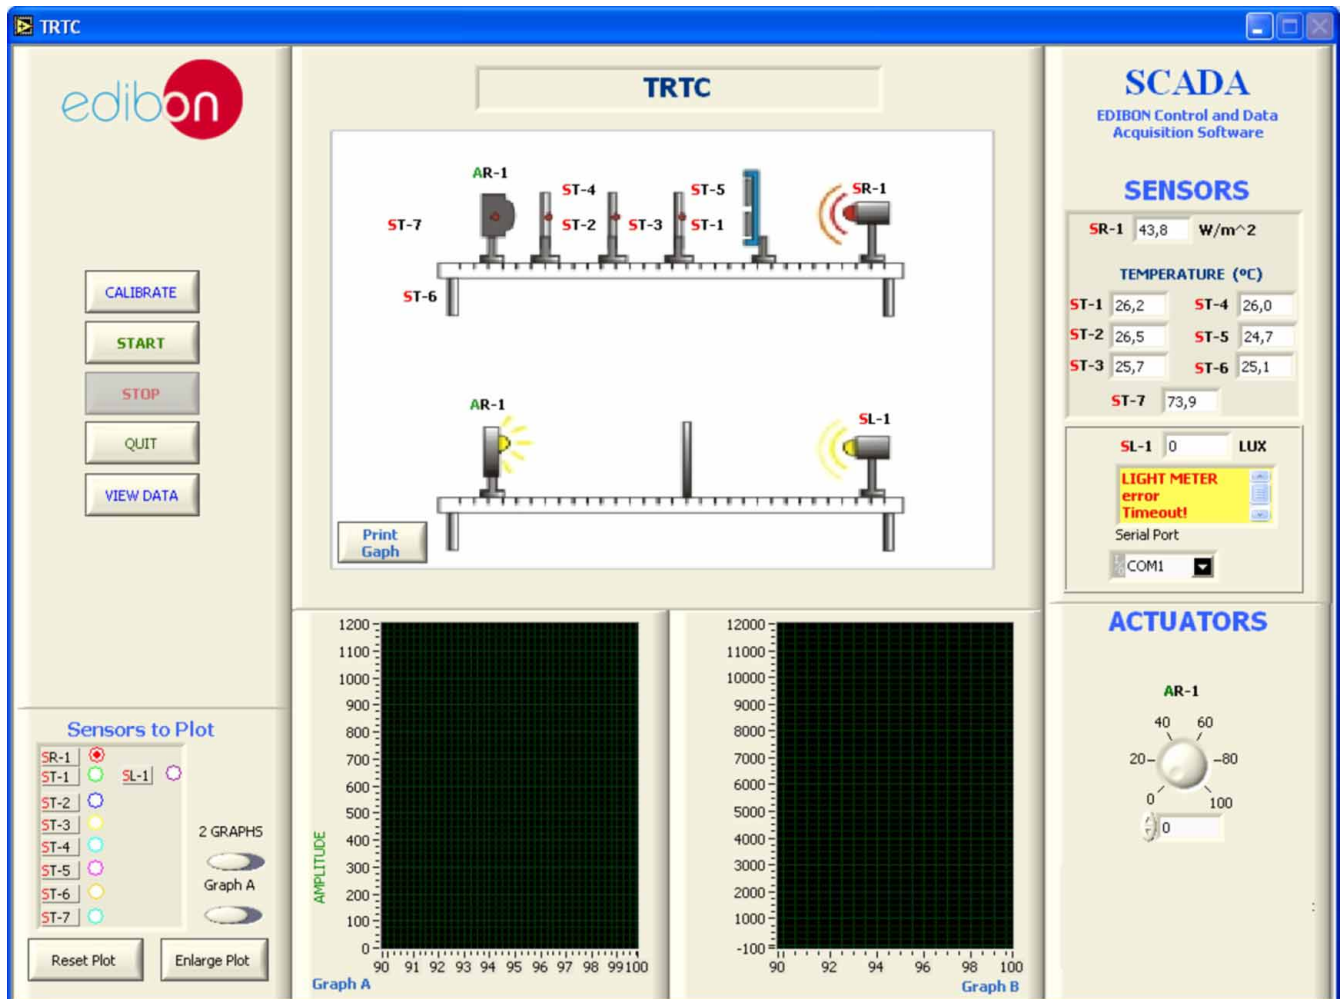 TRTC
edibon
CALIBRATE
START
STOP
QUIT
VIEW DATA
Sensors to Plot
SR-1
ST-1 SL-1
ST-2
ST-3
ST-4
ST-5
ST-6
ST-7
2 GRAPHS
Graph A
Reset Plot Enlarge Plot
TRTC
AR-1
ST-4 ST-5 SR-1
ST-7 ST-2 ST-3 ST-1
ST-6
AR-1
SL-1
Print
Gaph
1200
1100
1000
900
800
700
600
500
400
300
200
100
0
AMPLITUDE
90 91 92 93 94 95 96 97 98 99 100
Graph A
12000
11000
10000
9000
8000
7000
6000
5000
4000
3000
2000
1000
-100
90 92 94 96 98 100
Graph B
SCADA
EDIBON Control and Data
Acquisition Software
SENSORS
SR-1 43,8 W/m^2
TEMPERATURE (ºC)
ST-1 26,2 ST-4 26,0
ST-2 26,5 ST-5 24,7
ST-3 25,7 ST-6 25,1
ST-7 73,9
SL-1 0 LUX
LIGHT METER
error
Timeout!
Serial Port
COM1
ACTUATORS
AR-1
40 60
20 80
0 100
0